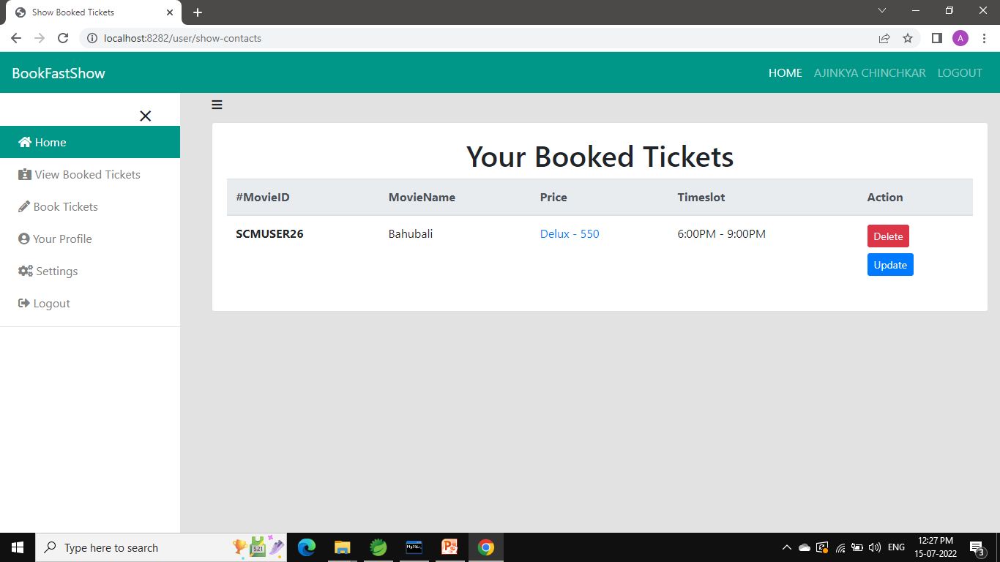 Show Booked Tickets
localhost:8282/user/show-contacts
A
BookFastShow
HOME AJINKYA CHINCHKAR LOGOUT
Home
View Booked Tickets
Book Tickets
Your Profile
Settings
Logout
Your Booked Tickets
#MovieID MovieName Price Timeslot Action
SCMUSER26 Bahubali Delux - 550 6:00PM - 9:00PM Delete
Update
Type here to search
521
MySQL
P
ENG
12:27 PM
15-07-2022
3